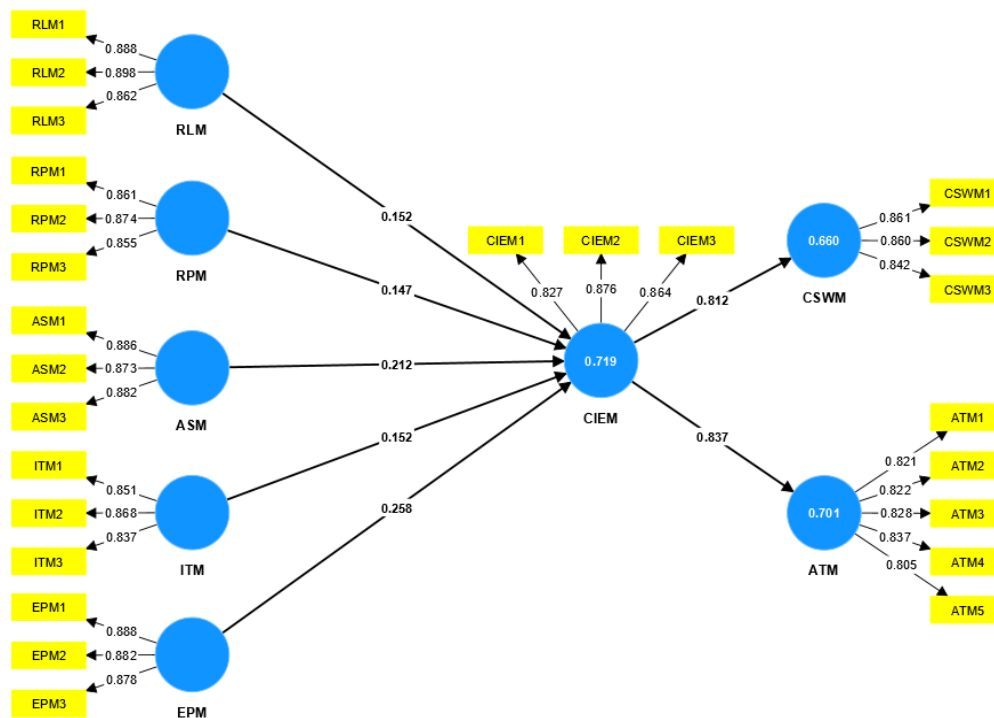 RLM1
0.888
RLM2
0.898
RLM3
0.862
RLM
RPM1
0.861
RPM2
0.874
RPM3
0.855
RPM
ASM1
0.886
ASM2
0.873
ASM3
0.882
ASM
ITM1
0.851
ITM2
0.868
ITM3
0.837
ITM
EPM1
0.888
EPM2
0.882
EPM3
0.878
EPM
0.152
0.147
0.212
0.152
0.258
CIEM1
CIEM2
CIEM3
0.827
0.876
0.864
0.719
CIEM
0.812
0.837
0.660
CSWM
0.861
CSWM1
0.860
CSWM2
0.842
CSWM3
0.701
ATM
0.821
ATM1
0.822
ATM2
0.828
ATM3
0.837
ATM4
0.805
ATM5